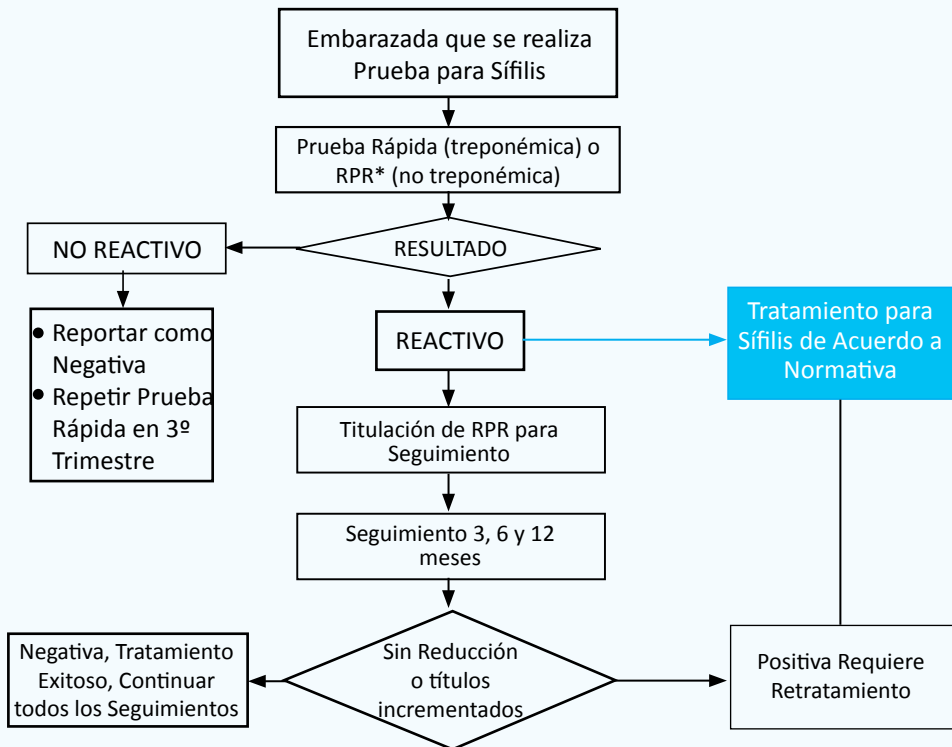 Embarazada que se realiza
Prueba para Sífilis
Prueba Rápida (treponémica) o
RPR* (no treponémica)
RESULTADO
NO REACTIVO
● Reportar como
Negativa
● Repetir Prueba
Rápida en 3º
Trimestre
REACTIVO
Tratamiento para
Sífilis de Acuerdo a
Normativa
Titulación de RPR para
Seguimiento
Seguimiento 3, 6 y 12
meses
Sin Reducción
o títulos
incrementados
Negativa, Tratamiento
Exitoso, Continuar
todos los Seguimientos
Positiva Requiere
Retratamiento